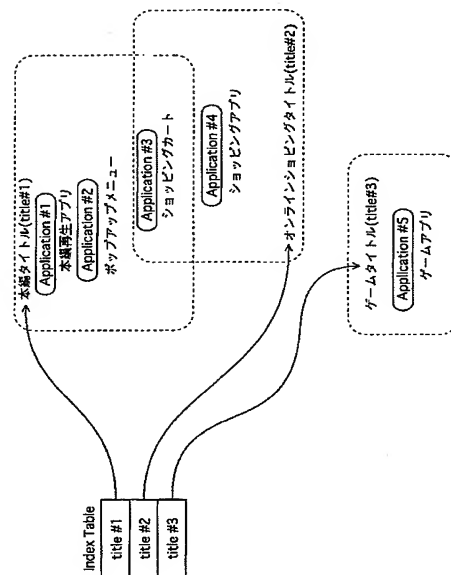 Index Table
title #1
title #2
title #3
本編タイトル(title#1)
Application #1
本編再生アプリ
Application #2
ポップアップメニュー
Application #3
ショッピングカート
Application #4
ショッピングアプリ
オンラインショッピングタイトル(title#2)
ゲームタイトル(title#3)
Application #5
ゲームアプリ